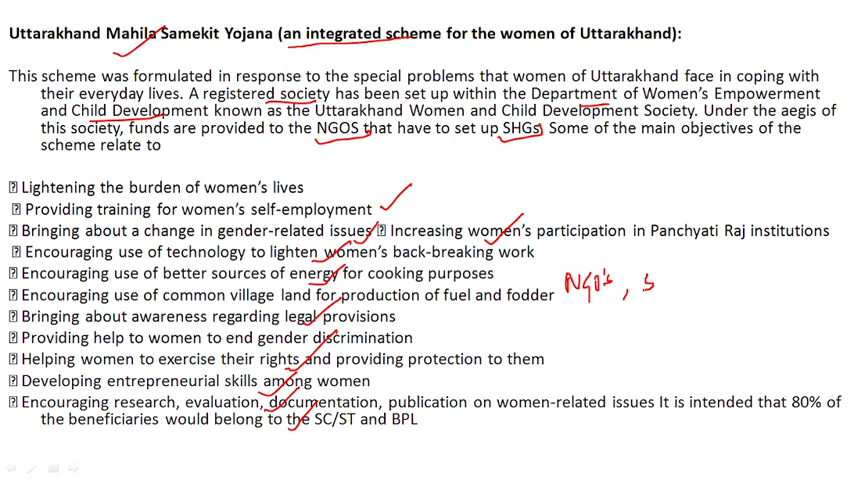 Uttarakhand Mahila Samekit Yojana (an integrated scheme for the women of Uttarakhand):
This scheme was formulated in response to the special problems that women of Uttarakhand face in coping with
their everyday lives. A registered society has been set up within the Department of Women's Empowerment
and Child Development known as the Uttarakhand Women and Child Development Society. Under the aegis of
this society, funds are provided to the NGOS that have to set up SHGs. Some of the main objectives of the
scheme relate to
Lightening the burden of women's lives
Providing training for women's self-employment
Bringing about a change in gender-related issues Increasing women's participation in Panchyati Raj institutions
Encouraging use of technology to lighten women's back-breaking work
Encouraging use of better sources of energy for cooking purposes
Encouraging use of common village land for production of fuel and fodder
NGO's, S
Bringing about awareness regarding legal provisions
Providing help to women to end gender discrimination
Helping women to exercise their rights and providing protection to them
Developing entrepreneurial skills among women
Encouraging research, evaluation, documentation, publication on women-related issues It is intended that 80% of
the beneficiaries would belong to the SC/ST and BPL